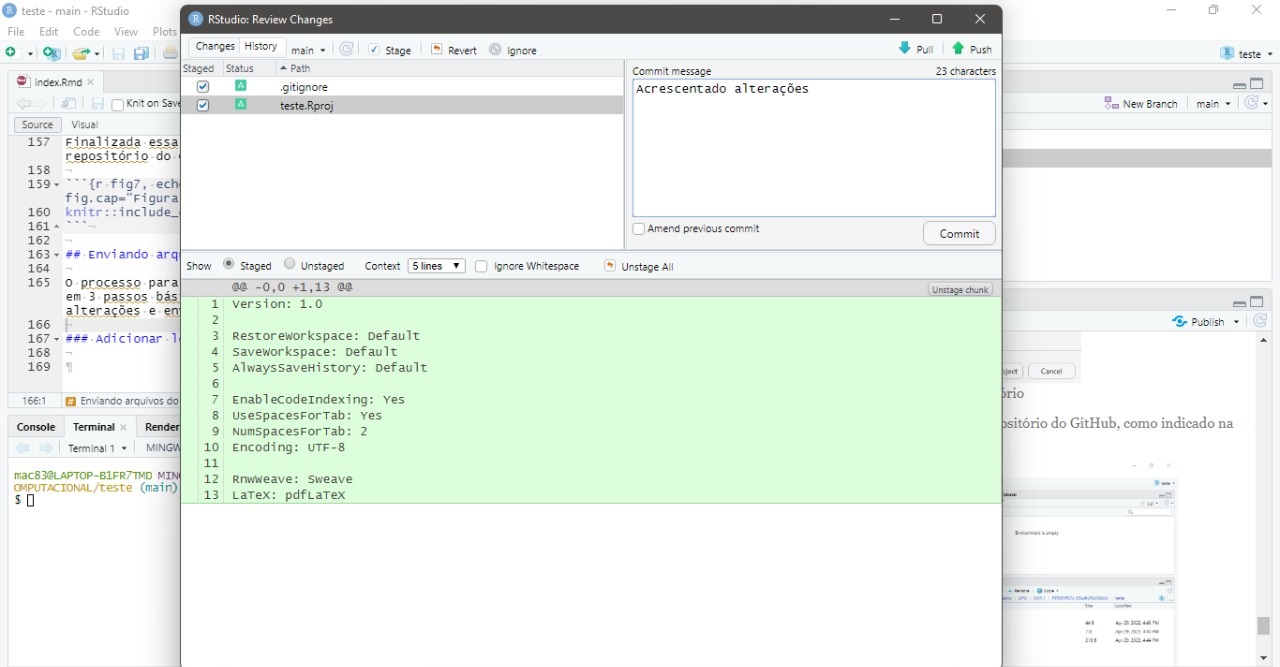 teste - main - RStudio
File Edit Code View Plots
teste
index.Rmd
Knit on Save
Source Visual
157 Finalizada essa
repositório do
158
159 ```{r fig7, echo
fig.cap="Figura
160 knitr::include_
161 ```
162
163 ## Enviando arq
164
165 O processo para
em 3 passos bás
alterações e en
166
167 ### Adicionar
168
169
166:1 Enviando arquivos do
Console Terminal Render
Terminal 1 MINGW
mac83@LAPTOP-B1FR7TMD MIN
OMPUTACIONAL/teste (main)
$
RStudio: Review Changes
Changes History main Stage Revert Ignore Pull Push
Staged Status Path
A .gitignore
A teste.Rproj
Commit message 23 characters
Acrescentado alterações
Amend previous commit
Commit
Show Staged Unstaged Context 5 lines Ignore Whitespace Unstage All
@@ -0,0 +1,13 @@ Unstage chunk
1 Version: 1.0
2
3 RestoreWorkspace: Default
4 SaveWorkspace: Default
5 AlwaysSaveHistory: Default
6
7 EnableCodeIndexing: Yes
8 UseSpacesForTab: Yes
9 NumSpacesForTab: 2
10 Encoding: UTF-8
11
12 RnwWeave: Sweave
13 LaTeX: pdfLaTeX
New Branch main
Publish
oject Cancel
ório
ositório do GitHub, como indicado na
teste
Environment is empty